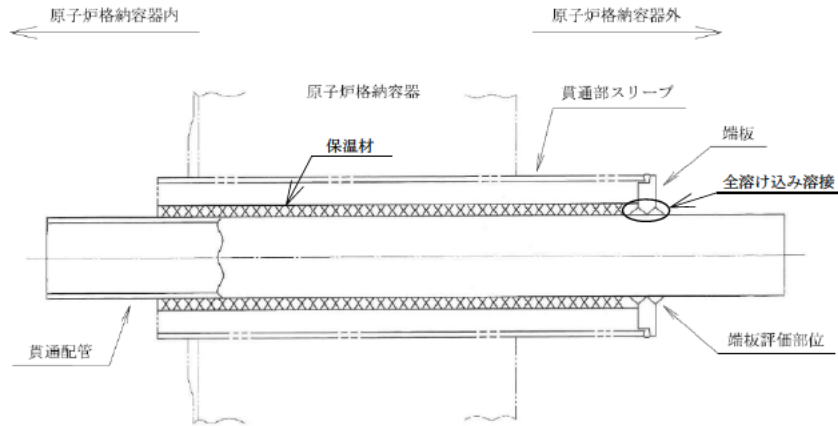 原子炉格納容器内
原子炉格納容器外
原子炉格納容器
貫通部スリーブ
保温材
端板
全溶け込み溶接
貫通配管
端板評価部位